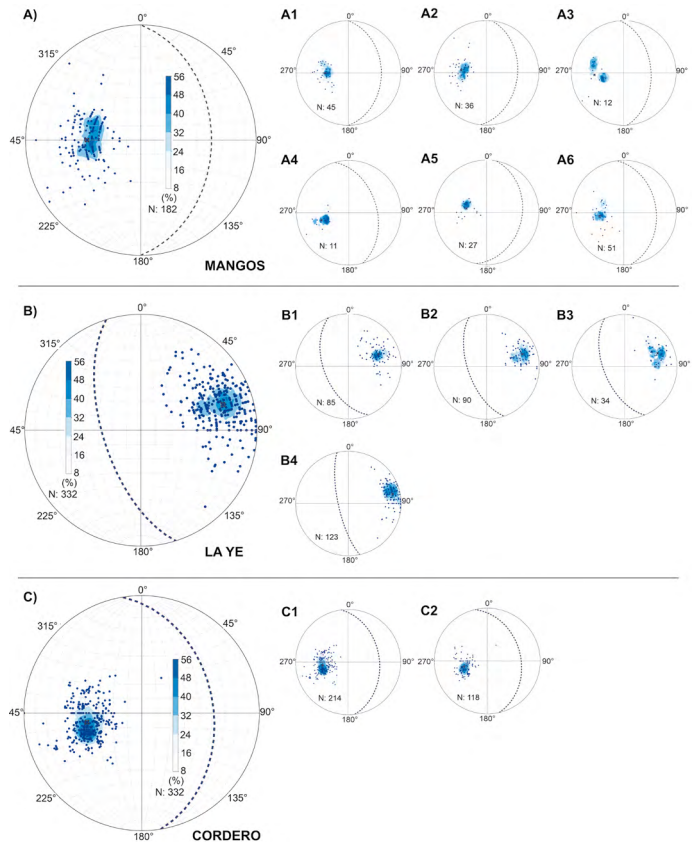 A)
0°
45°
315°
56
48
40
32
24
16
8
(%)
N: 182
45°
90°
225°
135°
180°
MANGOS
A1
0°
270°
90°
N: 45
180°
A2
0°
270°
90°
N: 36
180°
A3
0°
270°
90°
N: 12
180°
A4
0°
270°
90°
N: 11
180°
A5
0°
270°
90°
N: 27
180°
A6
0°
270°
90°
N: 51
180°
B)
0°
45°
315°
56
48
40
32
24
16
8
(%)
N: 332
45°
90°
225°
135°
180°
LA YE
B1
0°
270°
90°
N: 85
180°
B2
0°
270°
90°
N: 90
180°
B3
0°
270°
90°
N: 34
180°
B4
0°
270°
90°
N: 123
180°
C)
0°
45°
315°
56
48
40
32
24
16
8
(%)
N: 332
45°
90°
225°
135°
180°
CORDERO
C1
0°
270°
90°
N: 214
180°
C2
0°
270°
90°
N: 118
180°